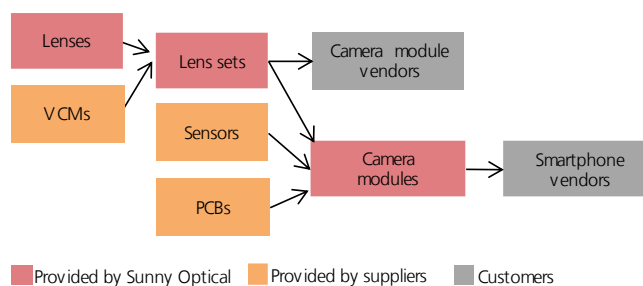 Lenses
Lens sets
Camera module
vendors
VCMs
Sensors
Camera
modules
Smartphone
vendors
PCBs
Provided by Sunny Optical
Provided by suppliers
Customers